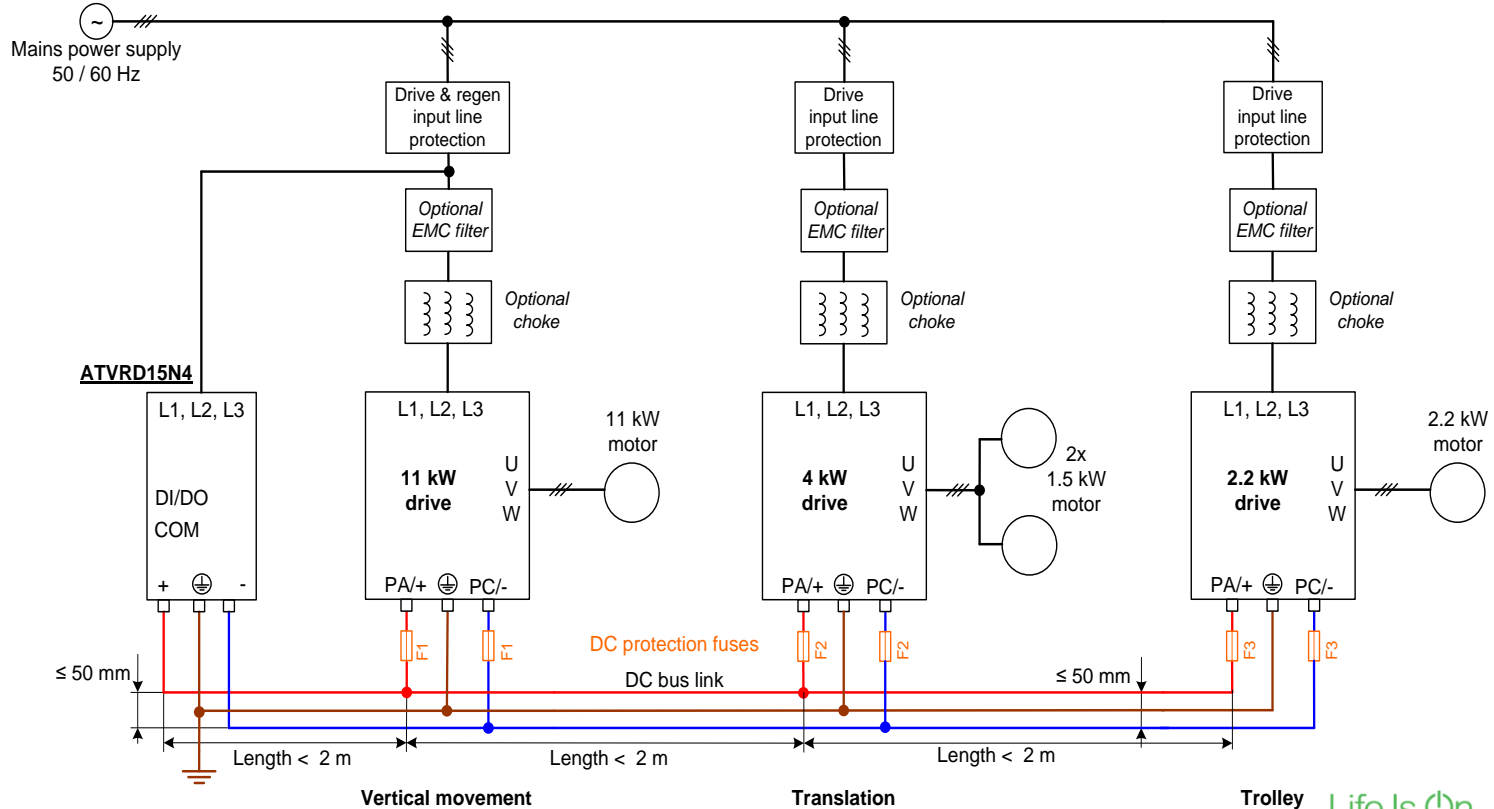 ~
Mains power supply
50 / 60 Hz
Drive & regen
input line
protection
Drive
input line
protection
Drive
input line
protection
Optional
EMC filter
Optional
EMC filter
Optional
EMC filter
Optional
choke
Optional
choke
Optional
choke
ATVRD15N4
L1, L2, L3
DI/DO
COM
+
-
L1, L2, L3
11 kW
drive
U
V
W
PA/+
PC/-
11 kW
motor
L1, L2, L3
4 kW
drive
U
V
W
PA/+
PC/-
2x
1.5 kW
motor
L1, L2, L3
2.2 kW
drive
U
V
W
PA/+
PC/-
2.2 kW
motor
F1
F1
DC protection fuses
F2
F2
F3
F3
≤ 50 mm
DC bus link
≤ 50 mm
Length < 2 m
Length < 2 m
Length < 2 m
Vertical movement
Translation
Trolley
Life Is On